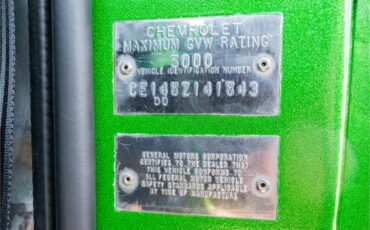 CHEVROLET
MAXIMUM GVW RATING
5000
VEHICLE IDENTIFICATION NUMBER
CE148Z141843
DD
GENERAL MOTORS CORPORATION
CERTIFIES TO THE DEALER THAT
THIS VEHICLE CONFORMS TO
ALL FEDERAL MOTOR VEHICLE
SAFETY STANDARDS APPLICABLE
AT TIME OF MANUFACTURE